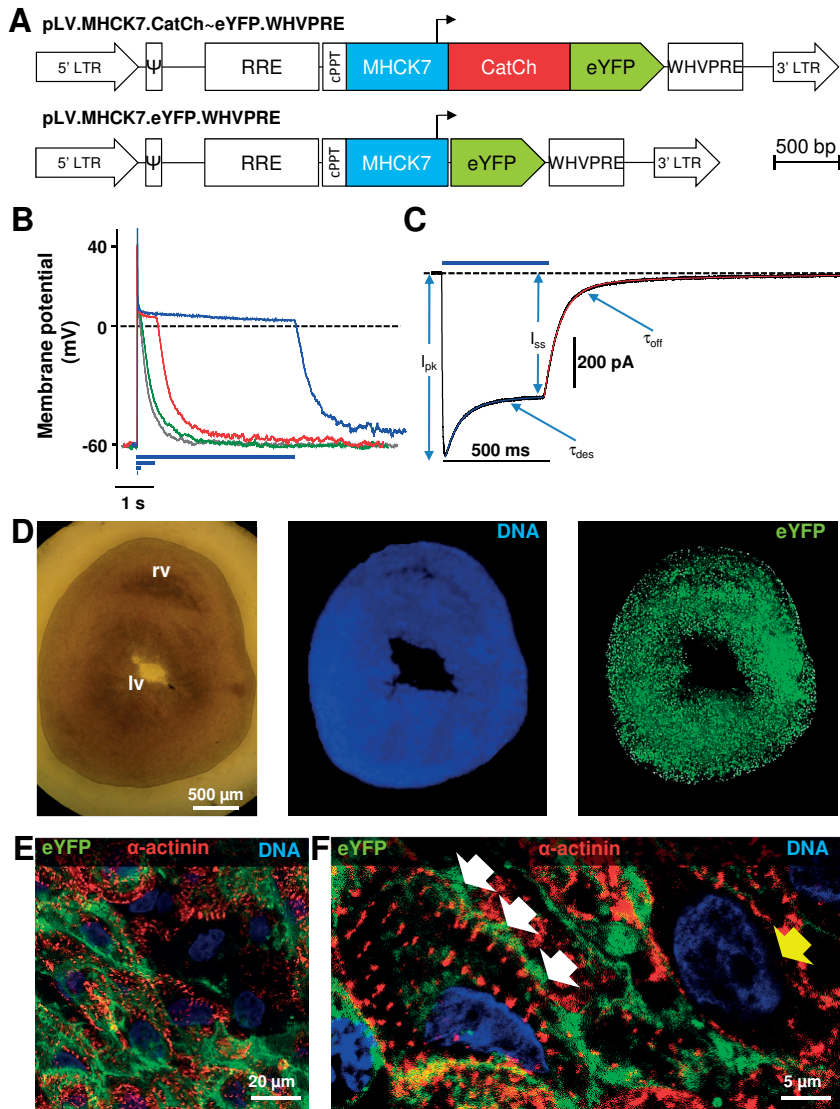 A
pLV.MHCK7.CatCh~eYFP.WHVPRE
5' LTR Ψ RRE cPPT MHCK7 CatCh eYFP WHVPRE 3' LTR
pLV.MHCK7.eYFP.WHVPRE
5' LTR Ψ RRE cPPT MHCK7 eYFP WHVPRE 3' LTR
500 bp
B
Membrane potential
(mV)
40
0
-60
1 s
C
Ipk
Iss
τoff
200 pA
τdes
500 ms
D
rv
lv
500 µm
DNA
eYFP
E
eYFP α-actinin DNA
20 µm
F
eYFP α-actinin DNA
5 µm